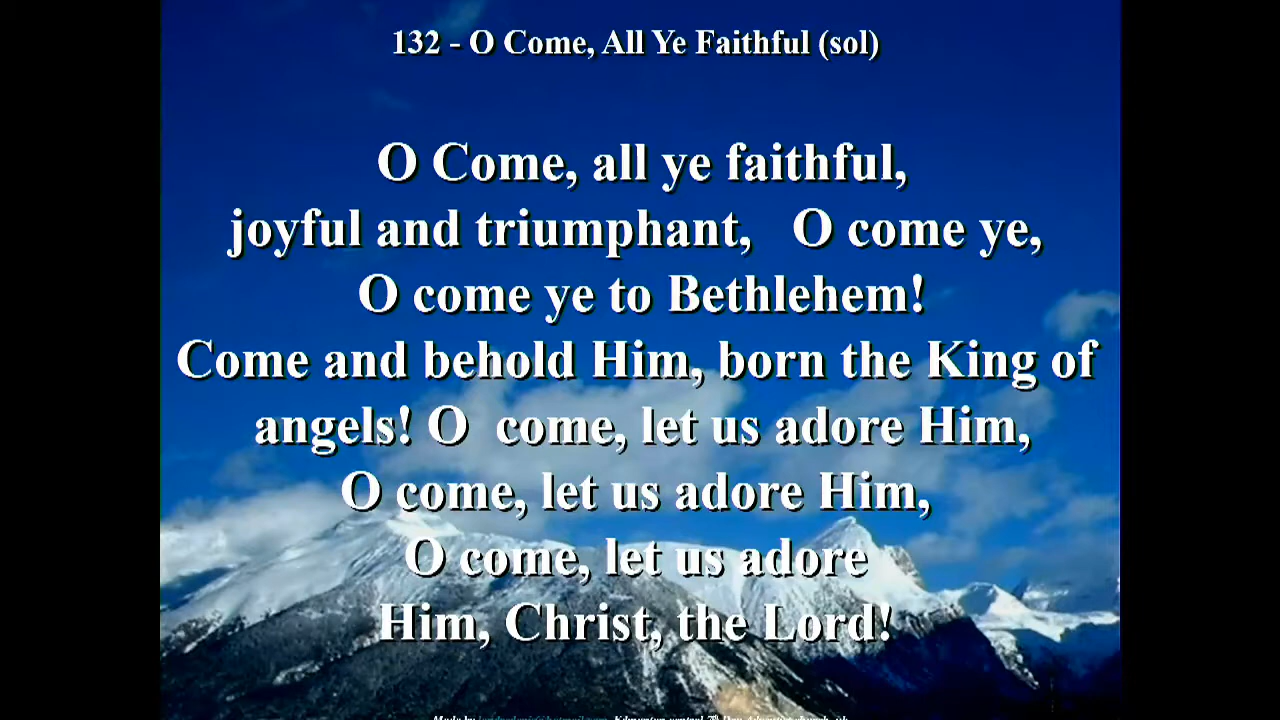 132 - O Come, All Ye Faithful (sol)
O Come, all ye faithful,
joyful and triumphant, O come ye,
O come ye to Bethlehem!
Come and behold Him, born the King of
angels! O come, let us adore Him,
O come, let us adore Him,
O come, let us adore
Him, Christ, the Lord!
Made by